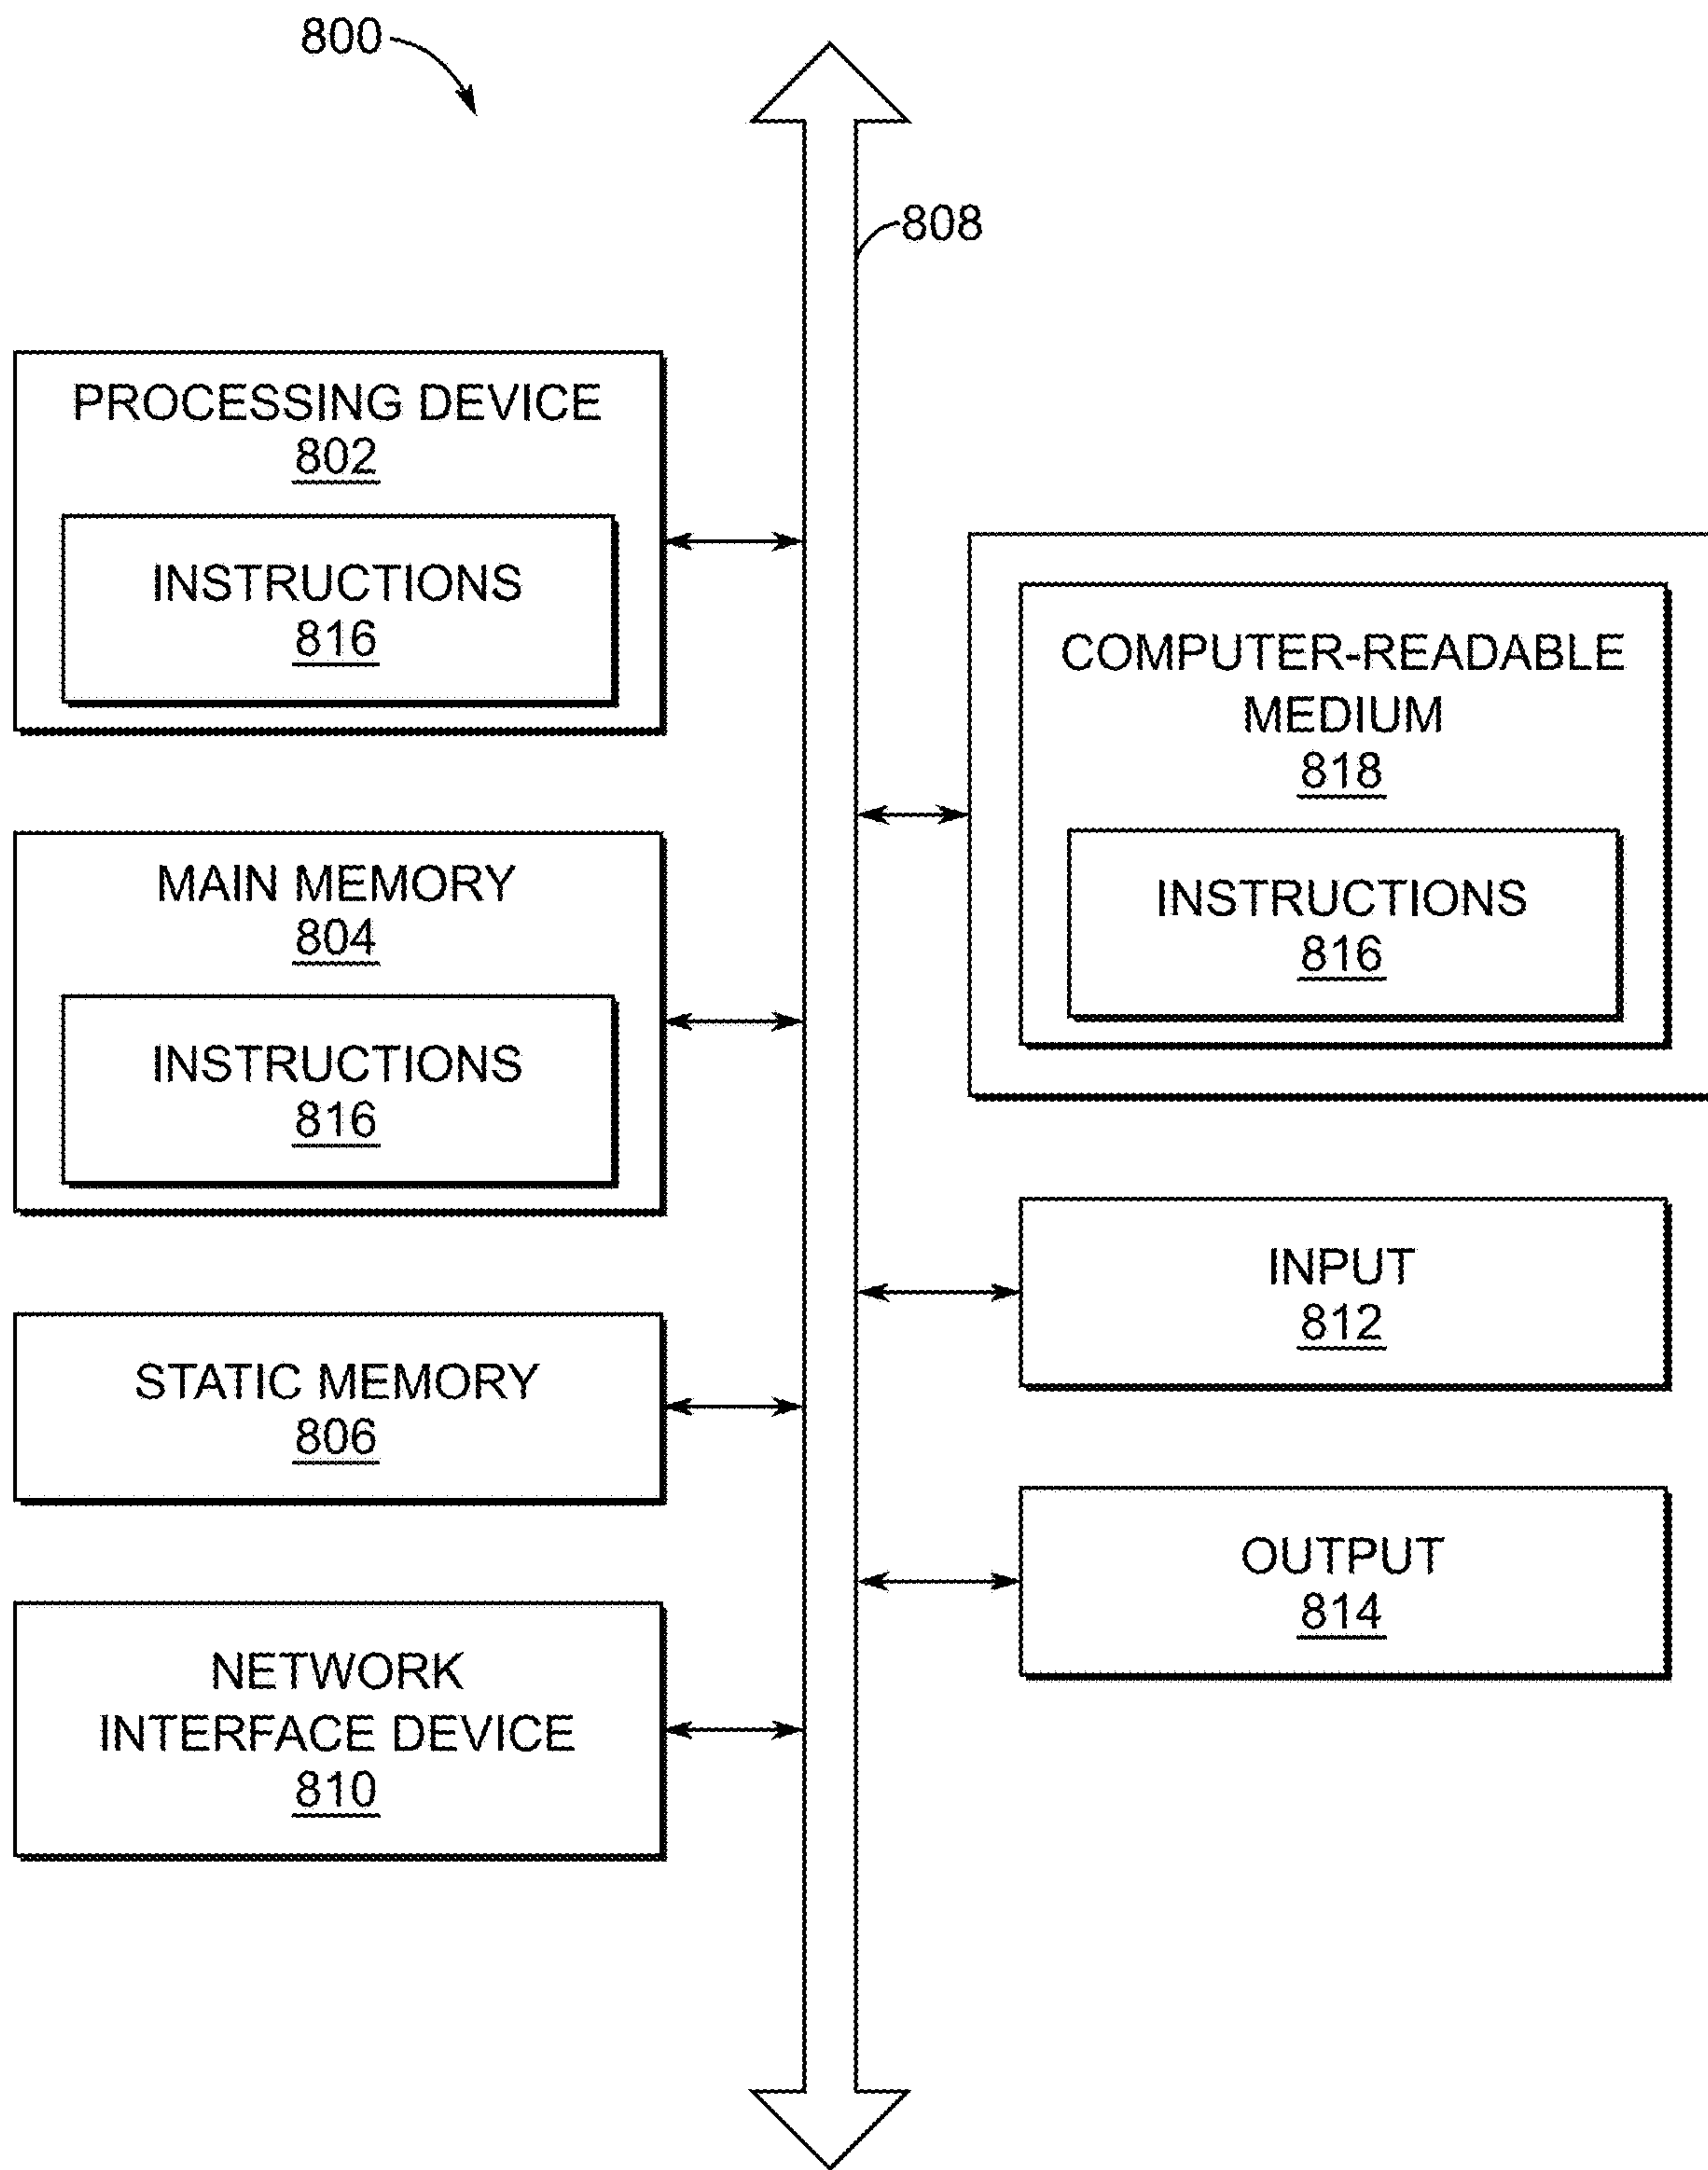 800
808
PROCESSING DEVICE
802
INSTRUCTIONS
816
MAIN MEMORY
804
INSTRUCTIONS
816
STATIC MEMORY
806
NETWORK
INTERFACE DEVICE
810
COMPUTER-READABLE
MEDIUM
818
INSTRUCTIONS
816
INPUT
812
OUTPUT
814